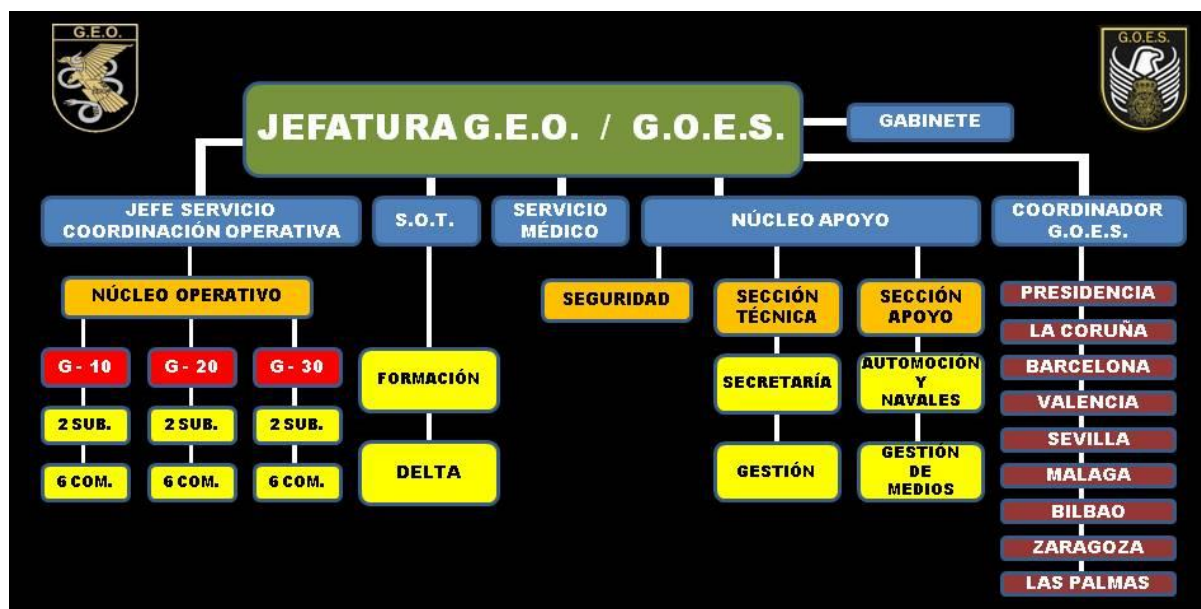 G.E.O.
G.O.E.S.
JEFATURA G.E.O. / G.O.E.S.
GABINETE
JEFE SERVICIO
COORDINACIÓN OPERATIVA
S.O.T.
SERVICIO
MÉDICO
NÚCLEO APOYO
COORDINADOR
G.O.E.S.
NÚCLEO OPERATIVO
G - 10
G - 20
G - 30
2 SUB.
2 SUB.
2 SUB.
6 COM.
6 COM.
6 COM.
FORMACIÓN
DELTA
SEGURIDAD
SECCIÓN
TÉCNICA
SECRETARÍA
GESTIÓN
SECCIÓN
APOYO
AUTOMOCIÓN
Y
NAVALES
GESTIÓN
DE
MEDIOS
PRESIDENCIA
LA CORUÑA
BARCELONA
VALENCIA
SEVILLA
MALAGA
BILBAO
ZARAGOZA
LAS PALMAS